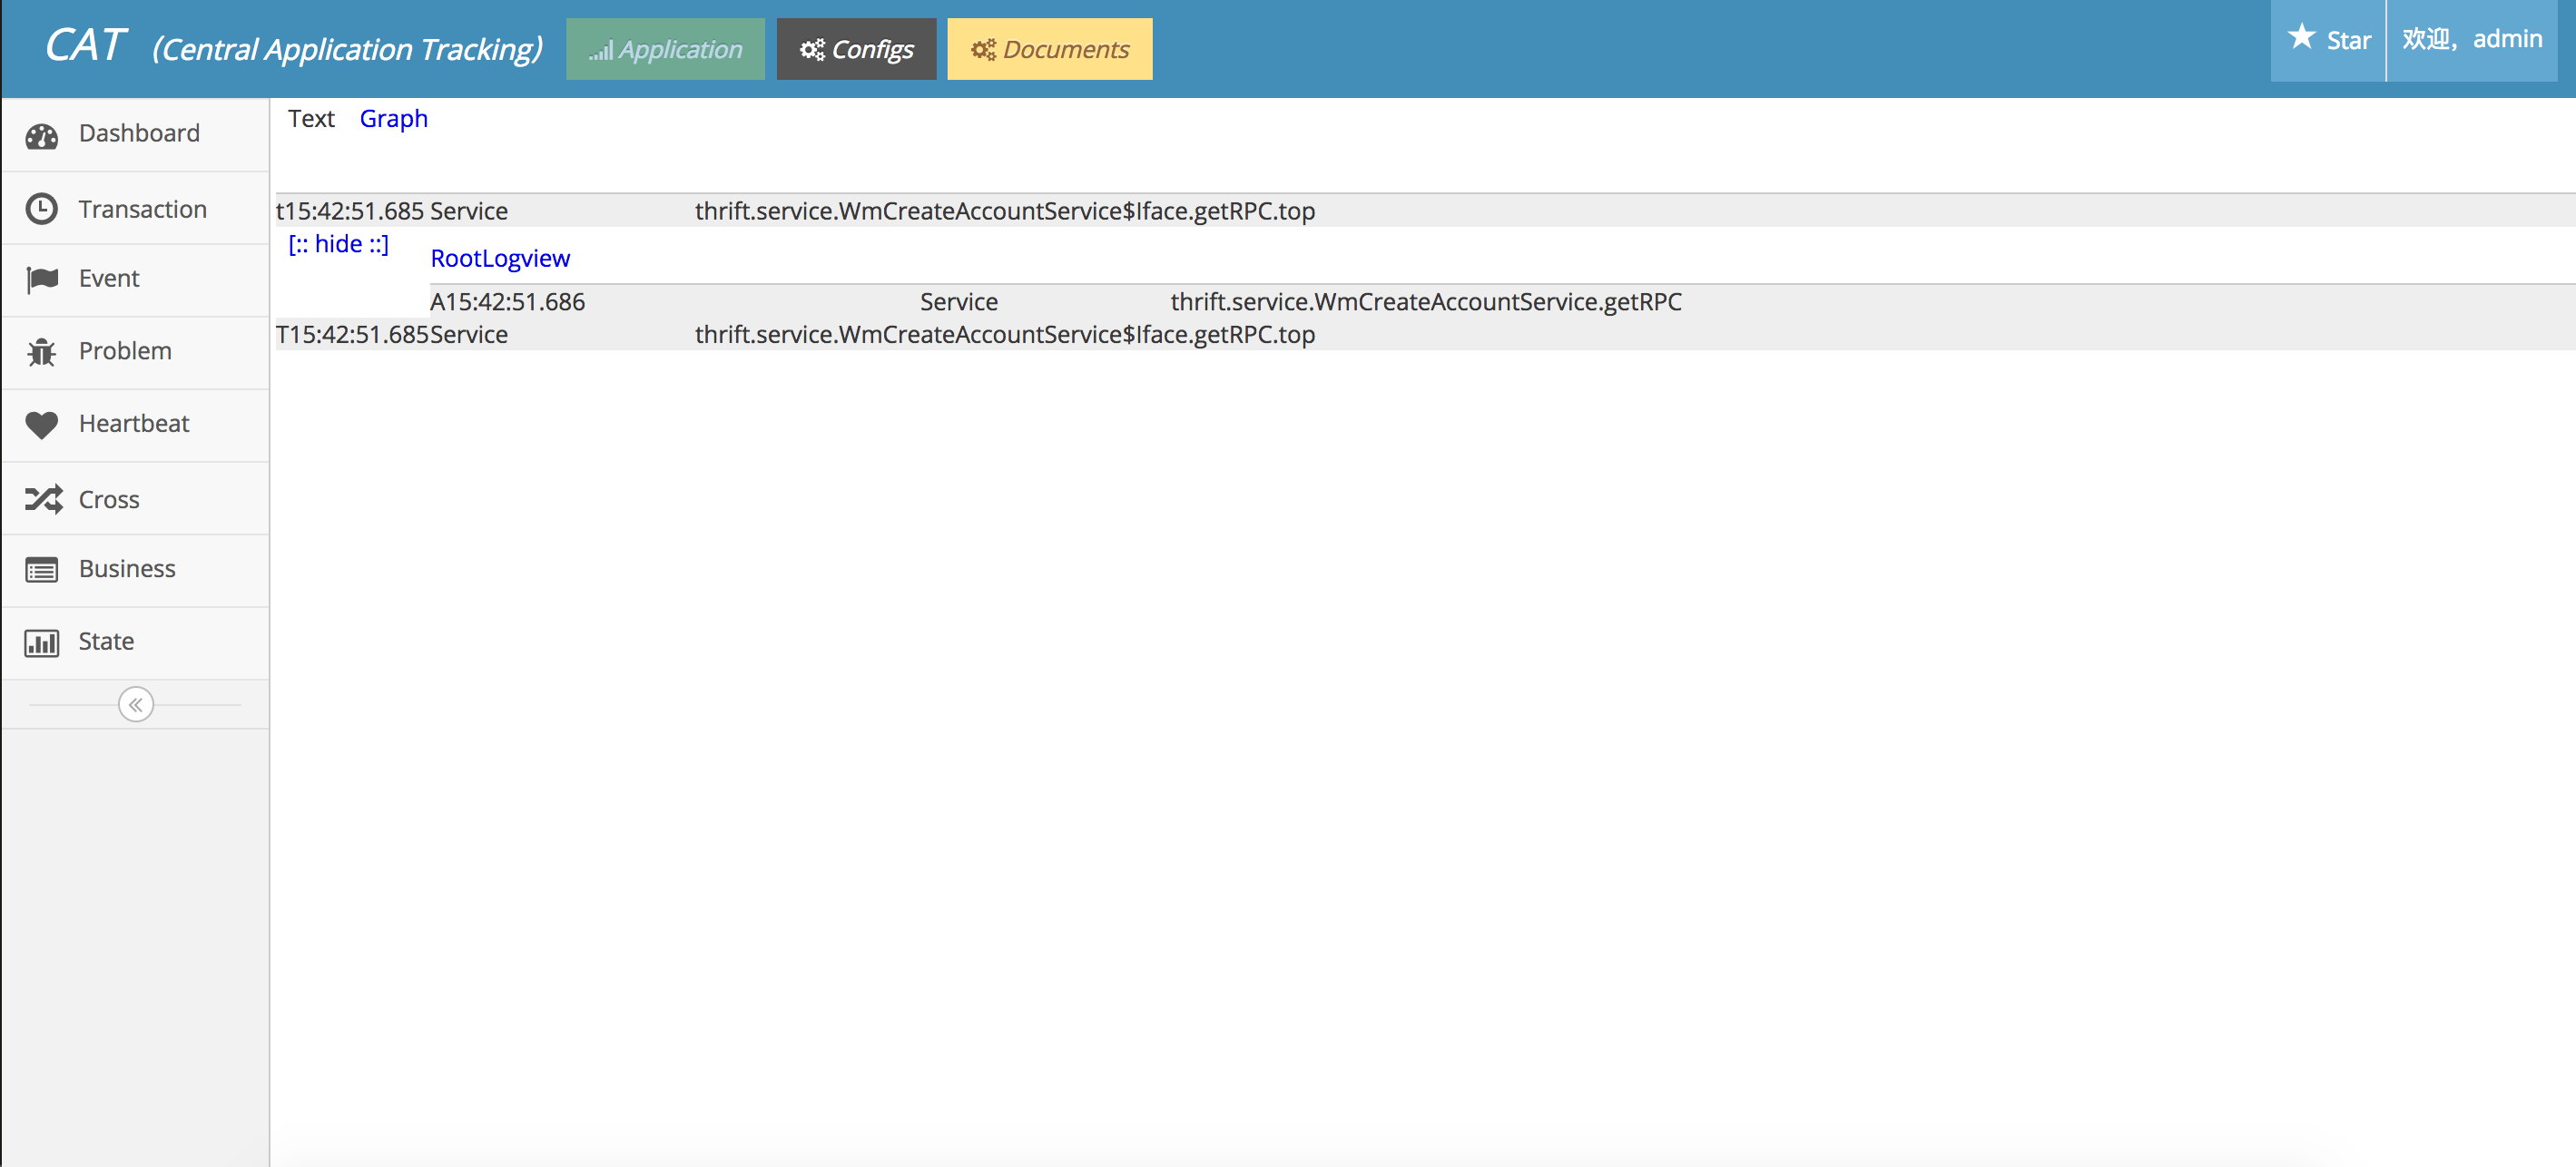 CAT (Central Application Tracking) Application Configs Documents Star 欢迎，admin
Dashboard
Transaction
Event
Problem
Heartbeat
Cross
Business
State
Text Graph
t15:42:51.685 Service thrift.service.WmCreateAccountService$Iface.getRPC.top
[:: hide ::]
RootLogview
A15:42:51.686 Service thrift.service.WmCreateAccountService.getRPC
T15:42:51.685Service thrift.service.WmCreateAccountService$Iface.getRPC.top